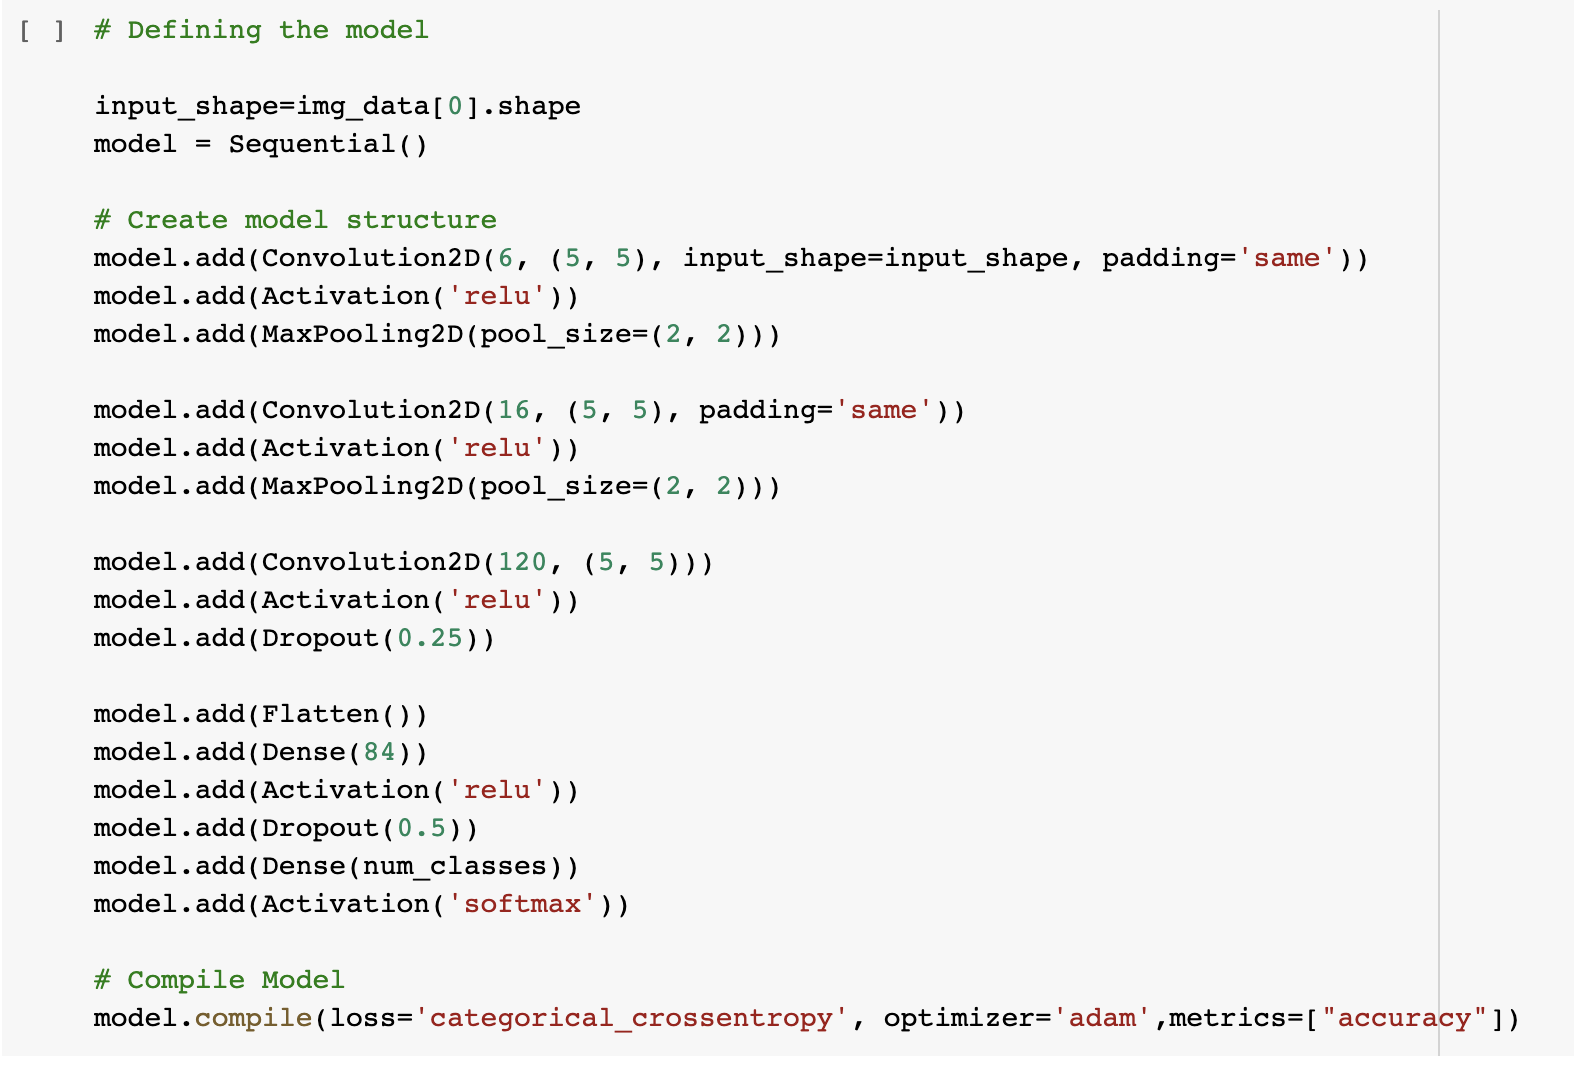 [ ] # Defining the model
input_shape=img_data[0].shape
model = Sequential()
# Create model structure
model.add(Convolution2D(6, (5, 5), input_shape=input_shape, padding='same'))
model.add(Activation('relu'))
model.add(MaxPooling2D(pool_size=(2, 2)))
model.add(Convolution2D(16, (5, 5), padding='same'))
model.add(Activation('relu'))
model.add(MaxPooling2D(pool_size=(2, 2)))
model.add(Convolution2D(120, (5, 5)))
model.add(Activation('relu'))
model.add(Dropout(0.25))
model.add(Flatten())
model.add(Dense(84))
model.add(Activation('relu'))
model.add(Dropout(0.5))
model.add(Dense(num_classes))
model.add(Activation('softmax'))
# Compile Model
model.compile(loss='categorical_crossentropy', optimizer='adam',metrics=["accuracy"])